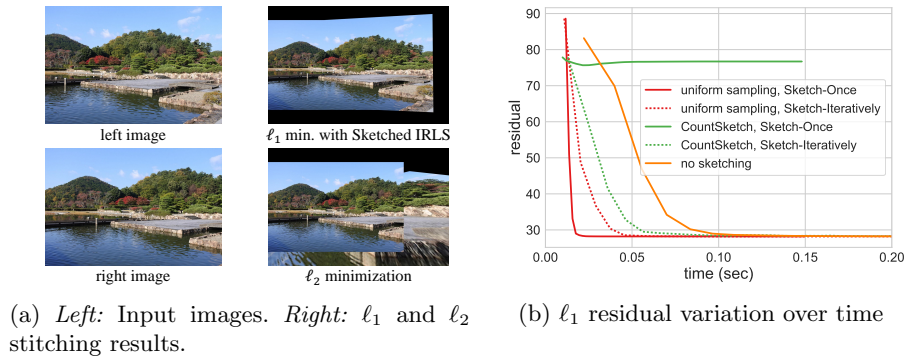 left image
ℓ1 min. with Sketched IRLS
right image
ℓ2 minimization
(a) Left: Input images. Right: ℓ1 and ℓ2
stitching results.
90
80
70
60
50
40
30
residual
0.00
0.05
0.10
0.15
0.20
time (sec)
uniform sampling, Sketch-Once
uniform sampling, Sketch-Iteratively
CountSketch, Sketch-Once
CountSketch, Sketch-Iteratively
no sketching
(b) ℓ1 residual variation over time